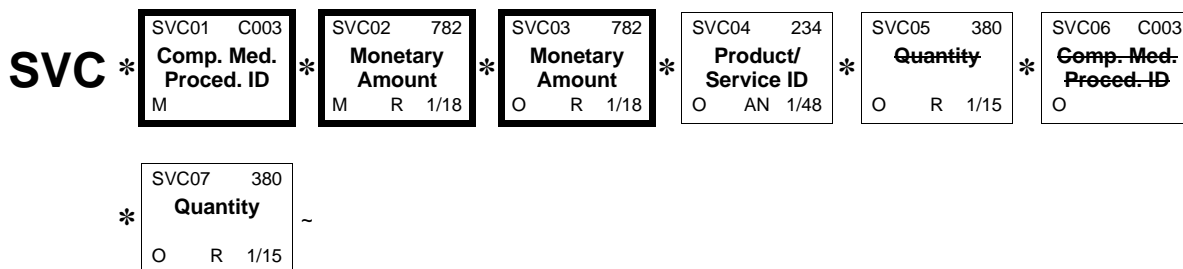 SVC * SVC01 C003 * SVC02 782 * SVC03 782 * SVC04 234 * SVC05 380 * SVC06 C003
Comp. Med. Monetary Monetary Product/ Quantity Comp. Med.
Proced. ID Amount Amount Service ID Proced. ID
M M R 1/18 O R 1/18 O AN 1/48 O R 1/15 O
* SVC07 380 ~
Quantity
O R 1/15